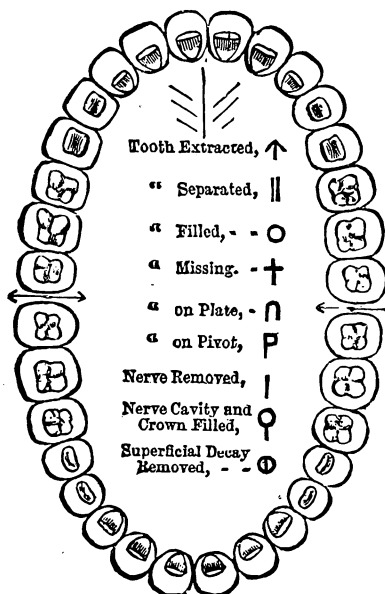 Tooth Extracted, ↑
“ Separated, ||
“ Filled, - - O
“ Missing. - ✝
“ on Plate, - ∩
“ on Pivot, P
Nerve Removed, |
Nerve Cavity and
Crown Filled, ⚲
Superficial Decay
Removed, - - ⦶